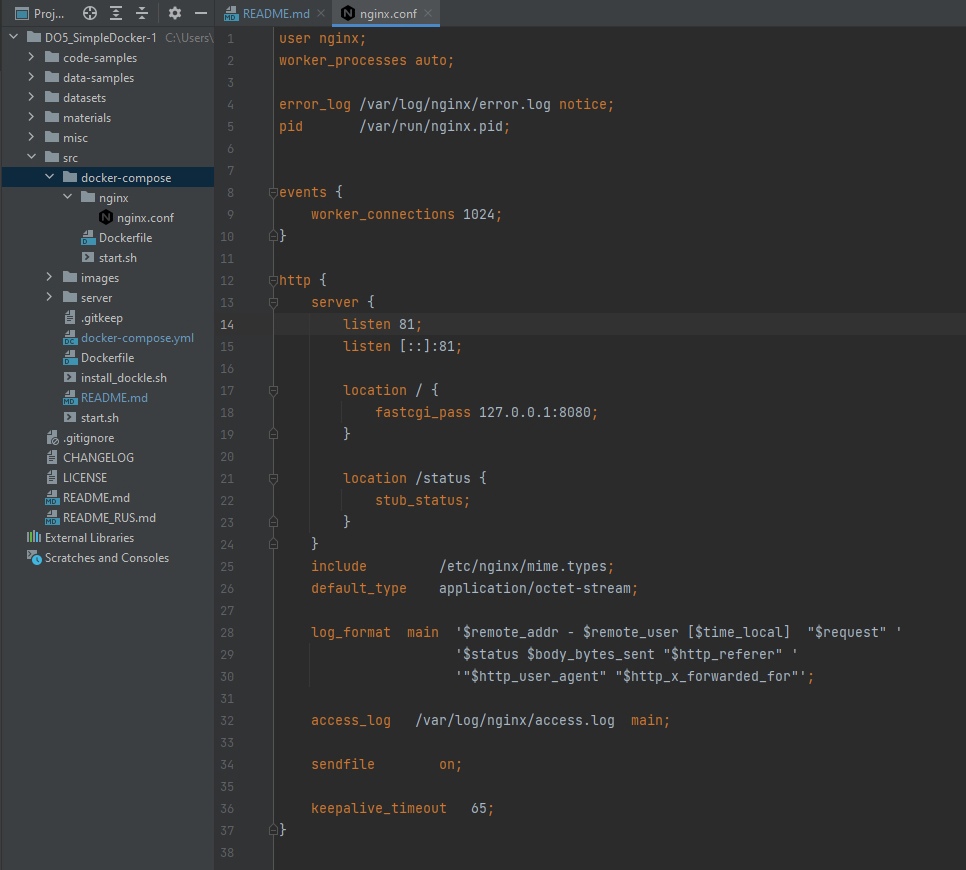 Proj...
DO5_SimpleDocker-1 C:\Users\
code-samples
data-samples
datasets
materials
misc
src
docker-compose
nginx
nginx.conf
Dockerfile
start.sh
images
server
.gitkeep
docker-compose.yml
Dockerfile
install_dockle.sh
README.md
start.sh
.gitignore
CHANGELOG
LICENSE
README.md
README_RUS.md
External Libraries
Scratches and Consoles
README.md nginx.conf
1 user nginx;
2 worker_processes auto;
3
4 error_log /var/log/nginx/error.log notice;
5 pid /var/run/nginx.pid;
6
7
8 events {
9 worker_connections 1024;
10 }
11
12 http {
13 server {
14 listen 81;
15 listen [::]:81;
16
17 location / {
18 fastcgi_pass 127.0.0.1:8080;
19 }
20
21 location /status {
22 stub_status;
23 }
24 }
25 include /etc/nginx/mime.types;
26 default_type application/octet-stream;
27
28 log_format main '$remote_addr - $remote_user [$time_local] "$request" '
29 '$status $body_bytes_sent "$http_referer" '
30 '"$http_user_agent" "$http_x_forwarded_for"';
31
32 access_log /var/log/nginx/access.log main;
33
34 sendfile on;
35
36 keepalive_timeout 65;
37 }
38